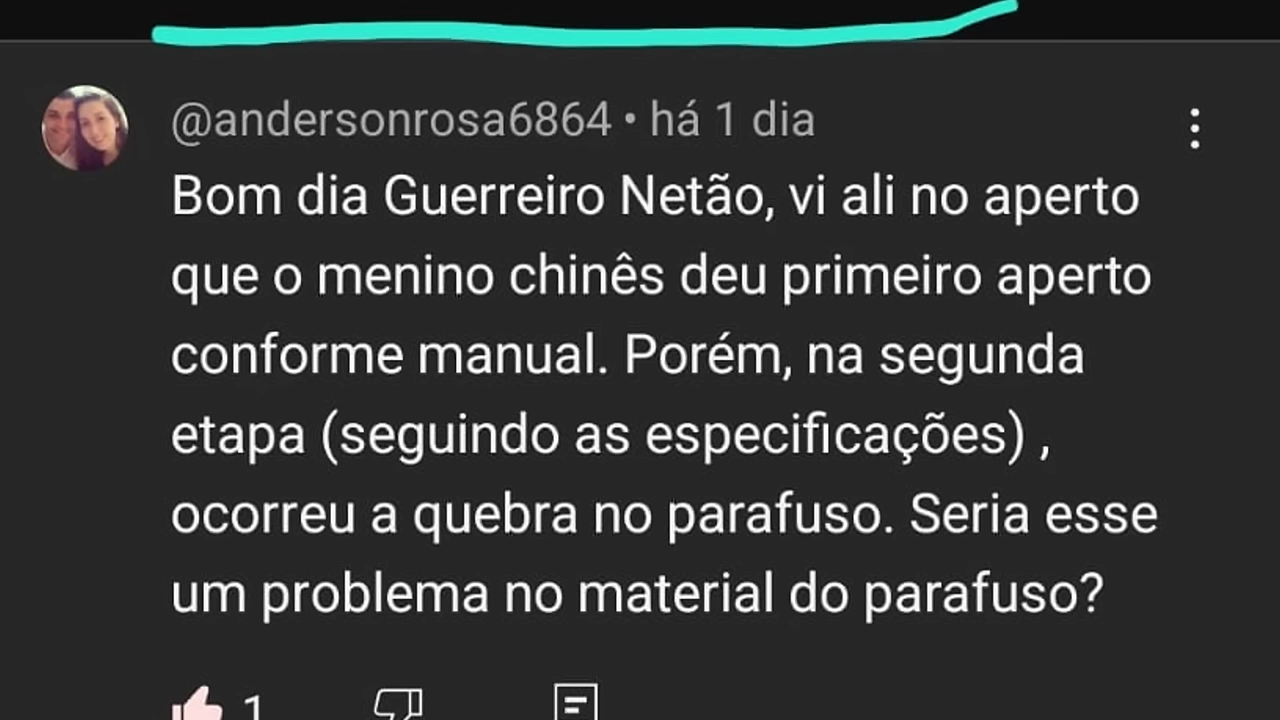 @andersonrosa6864 • há 1 dia
Bom dia Guerreiro Netão, vi ali no aperto
que o menino chinês deu primeiro aperto
conforme manual. Porém, na segunda
etapa (seguindo as especificações) ,
ocorreu a quebra no parafuso. Seria esse
um problema no material do parafuso?
1